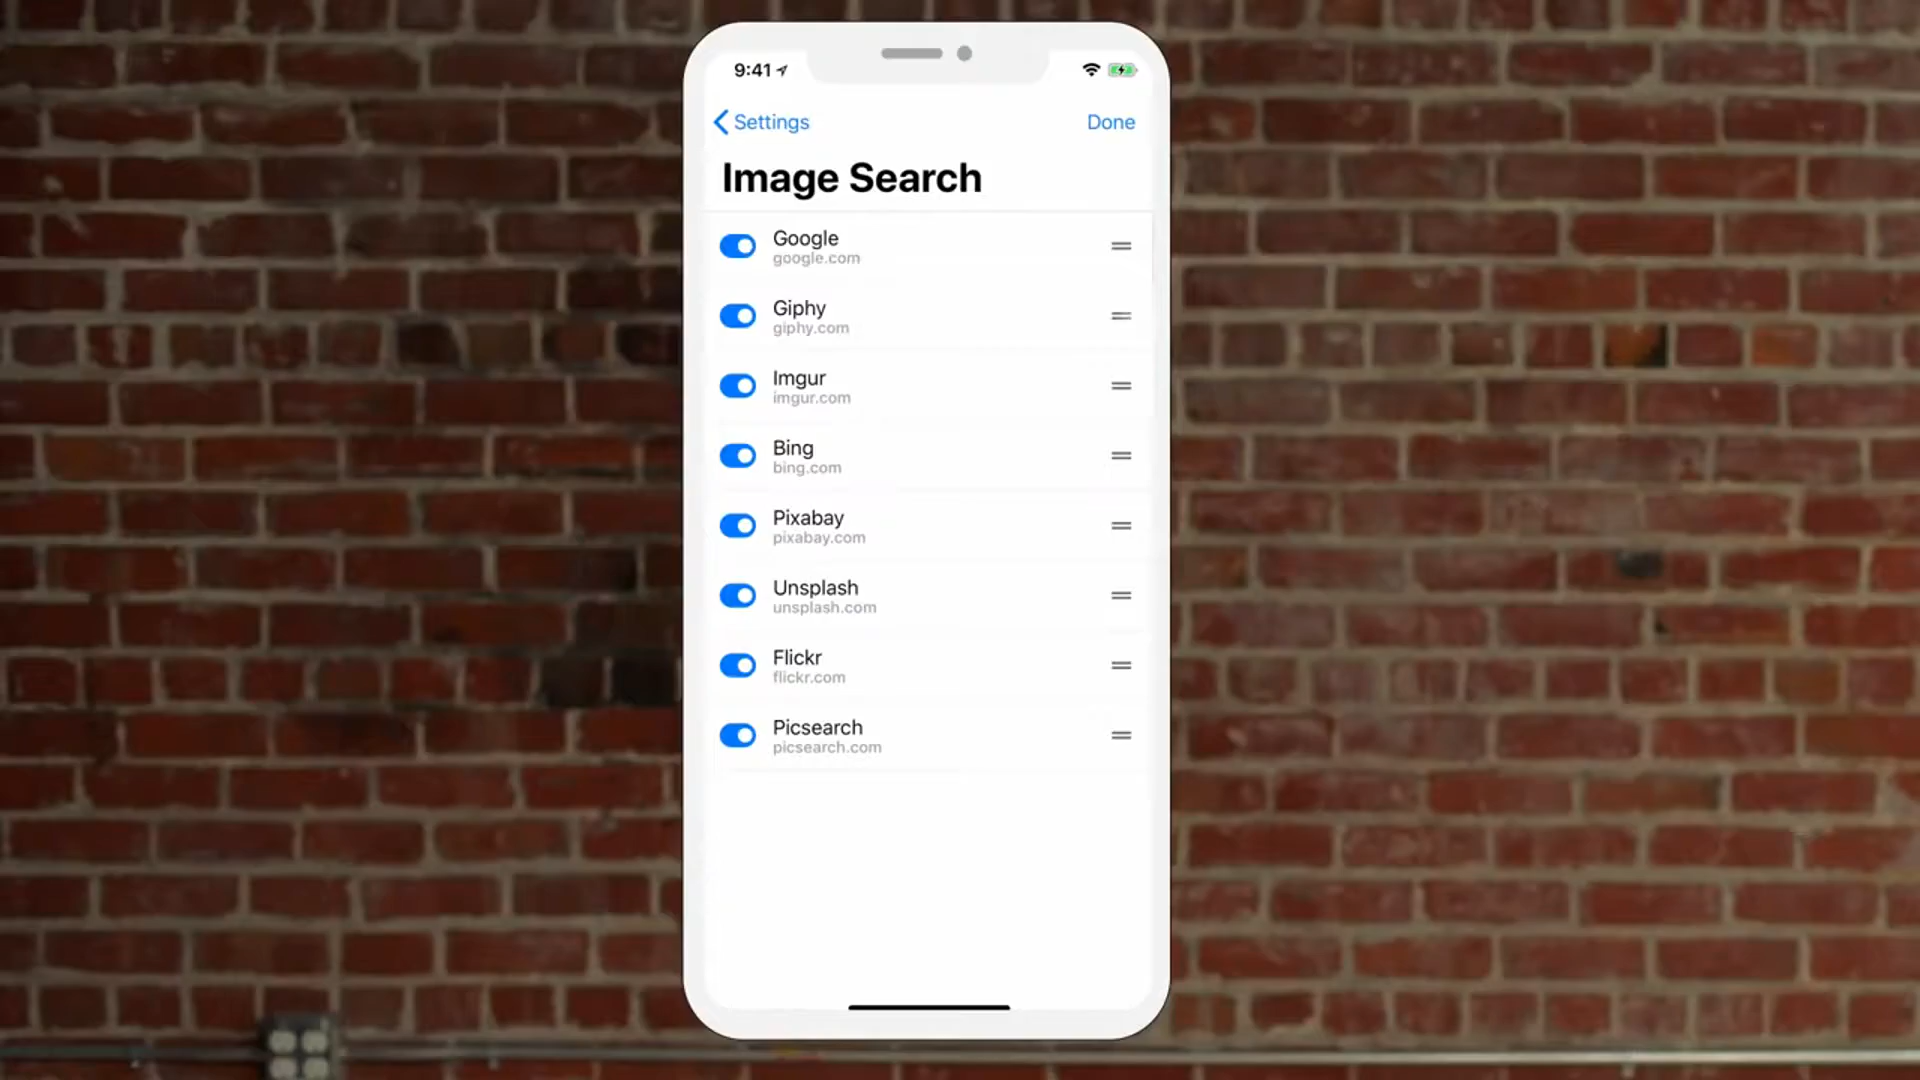 9:41
Settings
Done
Image Search
Google
google.com
Giphy
giphy.com
Imgur
imgur.com
Bing
bing.com
Pixabay
pixabay.com
Unsplash
unsplash.com
Flickr
flickr.com
Picsearch
picsearch.com